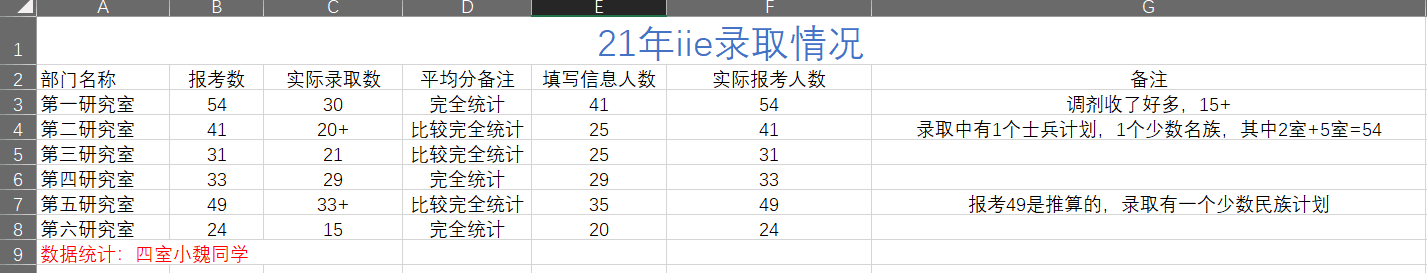 A B C D E F G
1 21年iie录取情况
2 部门名称 报考数 实际录取数 平均分备注 填写信息人数 实际报考人数 备注
3 第一研究室 54 30 完全统计 41 54 调剂收了好多，15+
4 第二研究室 41 20+ 比较完全统计 25 41 录取中有1个士兵计划，1个少数名族，其中2室+5室=54
5 第三研究室 31 21 比较完全统计 25 31
6 第四研究室 33 29 完全统计 29 33
7 第五研究室 49 33+ 比较完全统计 35 49 报考49是推算的，录取有一个少数民族计划
8 第六研究室 24 15 完全统计 20 24
9 数据统计：四室小魏同学